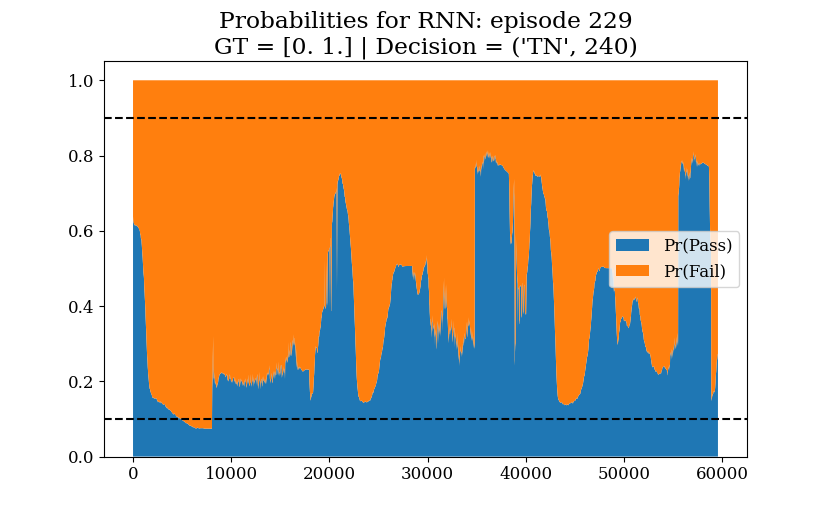 Probabilities for RNN: episode 229
GT = [0. 1.] | Decision = ('TN', 240)
1.0
0.8
0.6
0.4
0.2
0.0
Pr(Pass)
Pr(Fail)
0 10000 20000 30000 40000 50000 60000